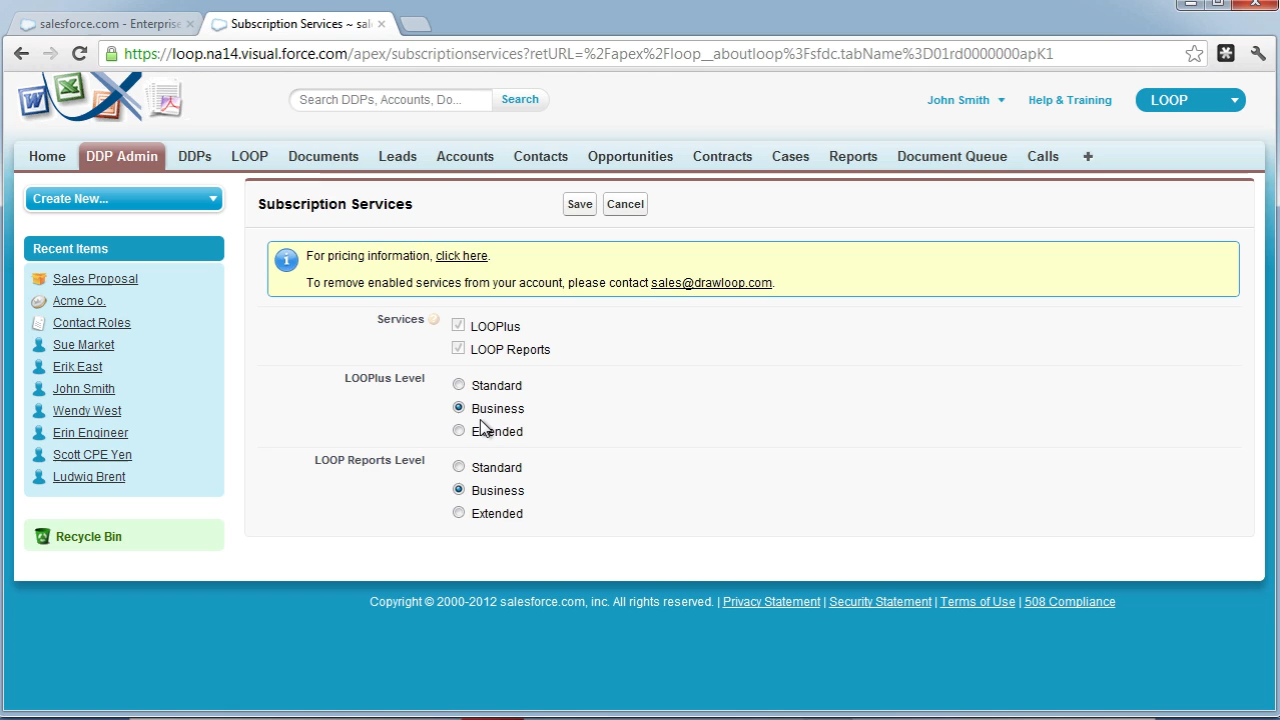 salesforce.com - Enterprise
Subscription Services ~ sal
https://loop.na14.visual.force.com/apex/subscriptionservices?retURL=%2Fapex%2Floop__aboutloop%3Fsfdc.tabName%3D01rd0000000apK1
Search DDPs, Accounts, Do...
Search
John Smith
Help & Training
LOOP
Home
DDP Admin
DDPs
LOOP
Documents
Leads
Accounts
Contacts
Opportunities
Contracts
Cases
Reports
Document Queue
Calls
Create New...
Recent Items
Sales Proposal
Acme Co.
Contact Roles
Sue Market
Erik East
John Smith
Wendy West
Erin Engineer
Scott CPE Yen
Ludwig Brent
Recycle Bin
Subscription Services
Save
Cancel
For pricing information, click here.
To remove enabled services from your account, please contact sales@drawloop.com.
Services
LOOPlus
LOOP Reports
LOOPlus Level
Standard
Business
Extended
LOOP Reports Level
Standard
Business
Extended
Copyright © 2000-2012 salesforce.com, inc. All rights reserved. | Privacy Statement | Security Statement | Terms of Use | 508 Compliance